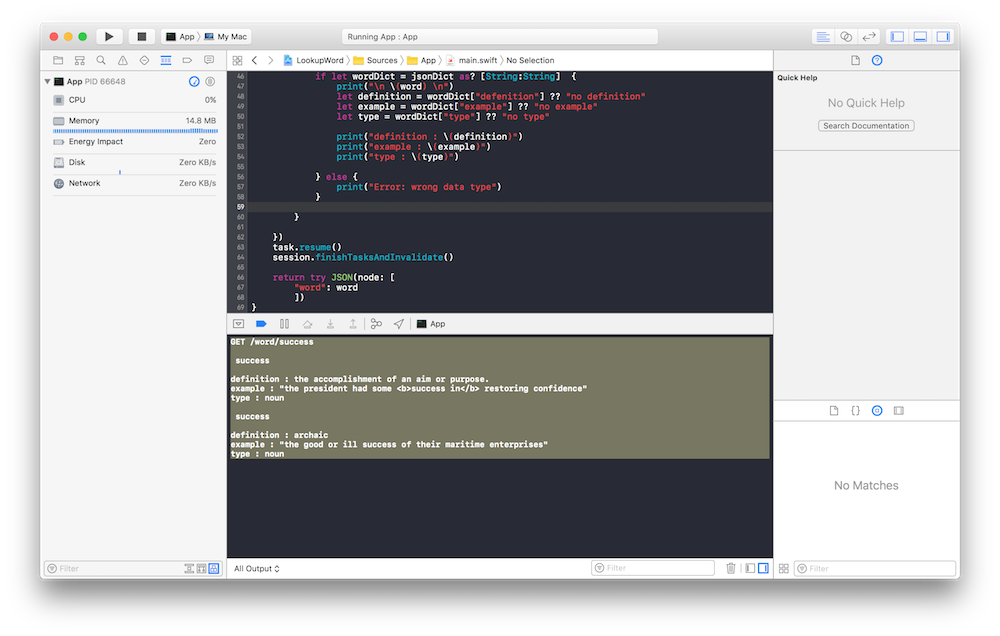 App
My Mac
Running App : App
App PID 66648
CPU 0%
Memory 14.8 MB
Energy Impact Zero
Disk Zero KB/s
Network Zero KB/s
Filter
LookupWord Sources App main.swift No Selection
46 if let wordDict = jsonDict as? [String:String] {
47 print("\n \(word) \n")
48 let definition = wordDict["defenition"] ?? "no definition"
49 let example = wordDict["example"] ?? "no example"
50 let type = wordDict["type"] ?? "no type"
51
52 print("definition : \(definition)")
53 print("example : \(example)")
54 print("type : \(type)")
55
56 } else {
57 print("Error: wrong data type")
58 }
59
60 }
61
62 })
63 task.resume()
64 session.finishTasksAndInvalidate()
65
66 return try JSON(node: [
67 "word": word
68 ])
69 }
App
GET /word/success
success
definition : the accomplishment of an aim or purpose.
example : "the president had some <b>success in</b> restoring confidence"
type : noun
success
definition : archaic
example : "the good or ill success of their maritime enterprises"
type : noun
All Output
Filter
Quick Help
No Quick Help
Search Documentation
No Matches
Filter